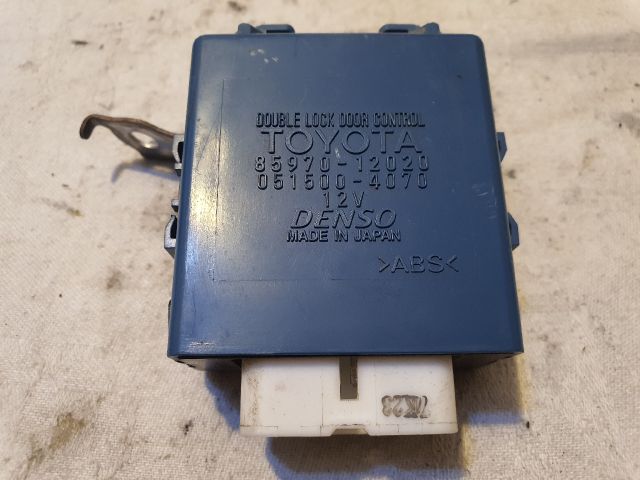 DOUBLE LOCK DOOR CONTROL
TOYOTA
85970-12020
051500-4070
12V
DENSO
MADE IN JAPAN
>ABS<